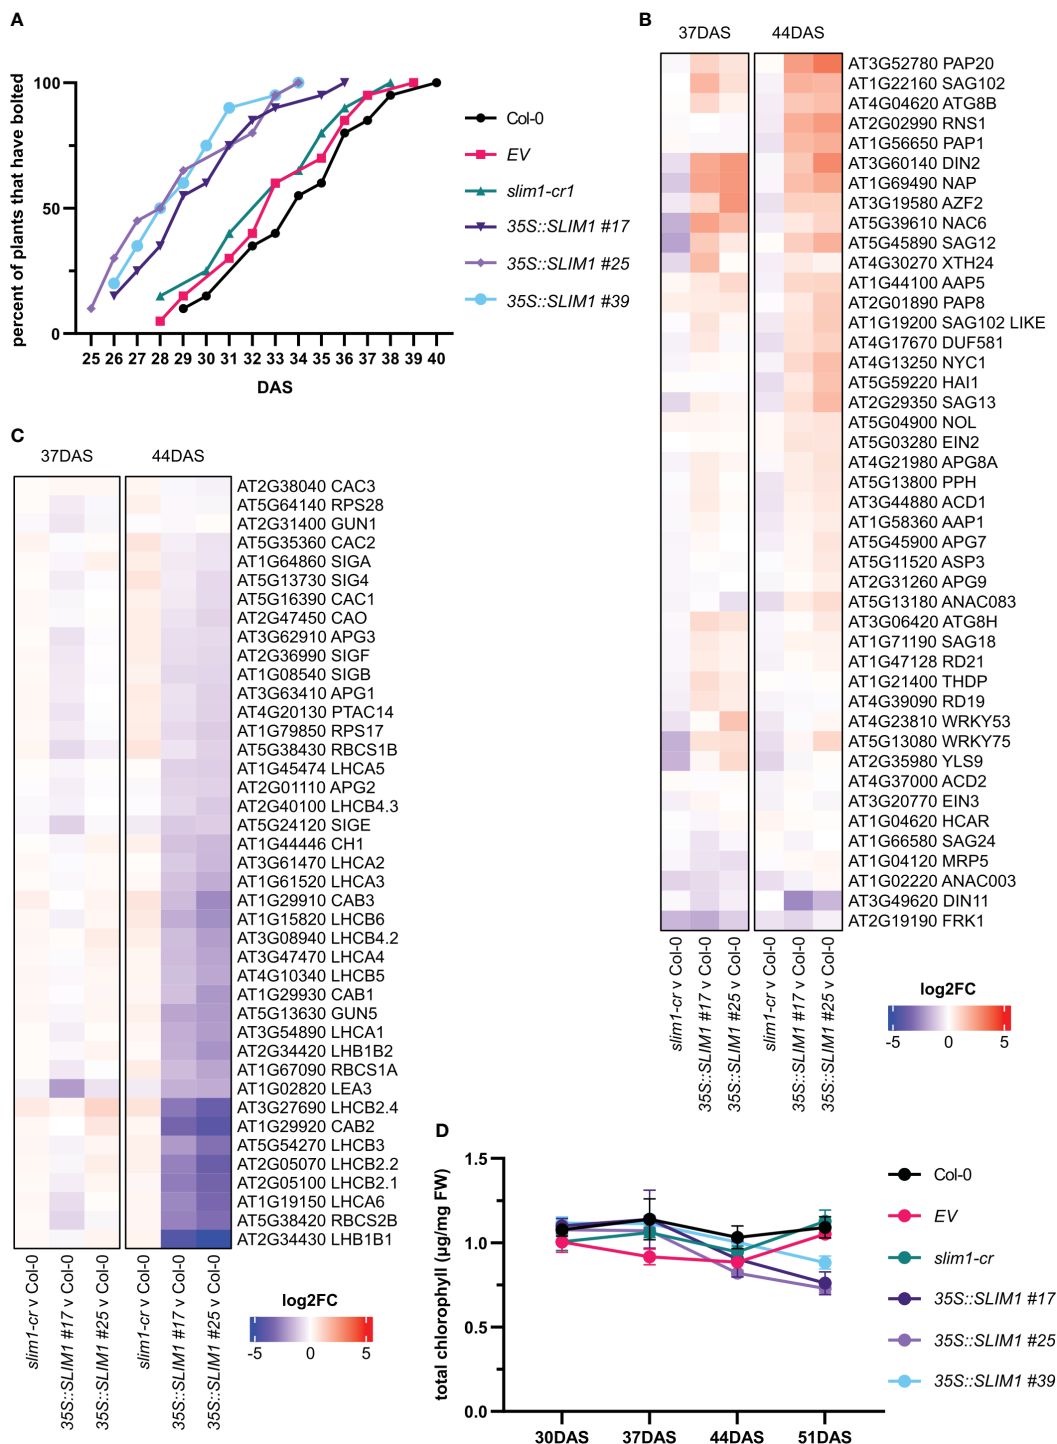 A
percent of plants that have bolted
100
50
0
25 26 27 28 29 30 31 32 33 34 35 36 37 38 39 40
DAS
Col-0
EV
slim1-cr1
35S::SLIM1 #17
35S::SLIM1 #25
35S::SLIM1 #39
B
37DAS 44DAS
AT3G52780 PAP20
AT1G22160 SAG102
AT4G04620 ATG8B
AT2G02990 RNS1
AT1G56650 PAP1
AT3G60140 DIN2
AT1G69490 NAP
AT3G19580 AZF2
AT5G39610 NAC6
AT5G45890 SAG12
AT4G30270 XTH24
AT1G44100 AAP5
AT2G01890 PAP8
AT1G19200 SAG102 LIKE
AT4G17670 DUF581
AT4G13250 NYC1
AT5G59220 HAI1
AT2G29350 SAG13
AT5G04900 NOL
AT5G03280 EIN2
AT4G21980 APG8A
AT5G13800 PPH
AT3G44880 ACD1
AT1G58360 AAP1
AT5G45900 APG7
AT5G11520 ASP3
AT2G31260 APG9
AT5G13180 ANAC083
AT3G06420 ATG8H
AT1G71190 SAG18
AT1G47128 RD21
AT1G21400 THDP
AT4G39090 RD19
AT4G23810 WRKY53
AT5G13080 WRKY75
AT2G35980 YLS9
AT4G37000 ACD2
AT3G20770 EIN3
AT1G04620 HCAR
AT1G66580 SAG24
AT1G04120 MRP5
AT1G02220 ANAC003
AT3G49620 DIN11
AT2G19190 FRK1
slim1-cr v Col-0
35S::SLIM1 #17 v Col-0
35S::SLIM1 #25 v Col-0
slim1-cr v Col-0
35S::SLIM1 #17 v Col-0
35S::SLIM1 #25 v Col-0
log2FC
-5 0 5
C
37DAS 44DAS
AT2G38040 CAC3
AT5G64140 RPS28
AT2G31400 GUN1
AT5G35360 CAC2
AT1G64860 SIGA
AT5G13730 SIG4
AT5G16390 CAC1
AT2G47450 CAO
AT3G62910 APG3
AT2G36990 SIGF
AT1G08540 SIGB
AT3G63410 APG1
AT4G20130 PTAC14
AT1G79850 RPS17
AT5G38430 RBCS1B
AT1G45474 LHCA5
AT2G01110 APG2
AT2G40100 LHCB4.3
AT5G24120 SIGE
AT1G44446 CH1
AT3G61470 LHCA2
AT1G61520 LHCA3
AT1G29910 CAB3
AT1G15820 LHCB6
AT3G08940 LHCB4.2
AT3G47470 LHCA4
AT4G10340 LHCB5
AT1G29930 CAB1
AT5G13630 GUN5
AT3G54890 LHCA1
AT2G34420 LHB1B2
AT1G67090 RBCS1A
AT1G02820 LEA3
AT3G27690 LHCB2.4
AT1G29920 CAB2
AT5G54270 LHCB3
AT2G05070 LHCB2.2
AT2G05100 LHCB2.1
AT1G19150 LHCA6
AT5G38420 RBCS2B
AT2G34430 LHB1B1
slim1-cr v Col-0
35S::SLIM1 #17 v Col-0
35S::SLIM1 #25 v Col-0
slim1-cr v Col-0
35S::SLIM1 #17 v Col-0
35S::SLIM1 #25 v Col-0
log2FC
-5 0 5
D
total chlorophyll (µg/mg FW)
1.5
1.0
0.5
0.0
30DAS 37DAS 44DAS 51DAS
Col-0
EV
slim1-cr
35S::SLIM1 #17
35S::SLIM1 #25
35S::SLIM1 #39